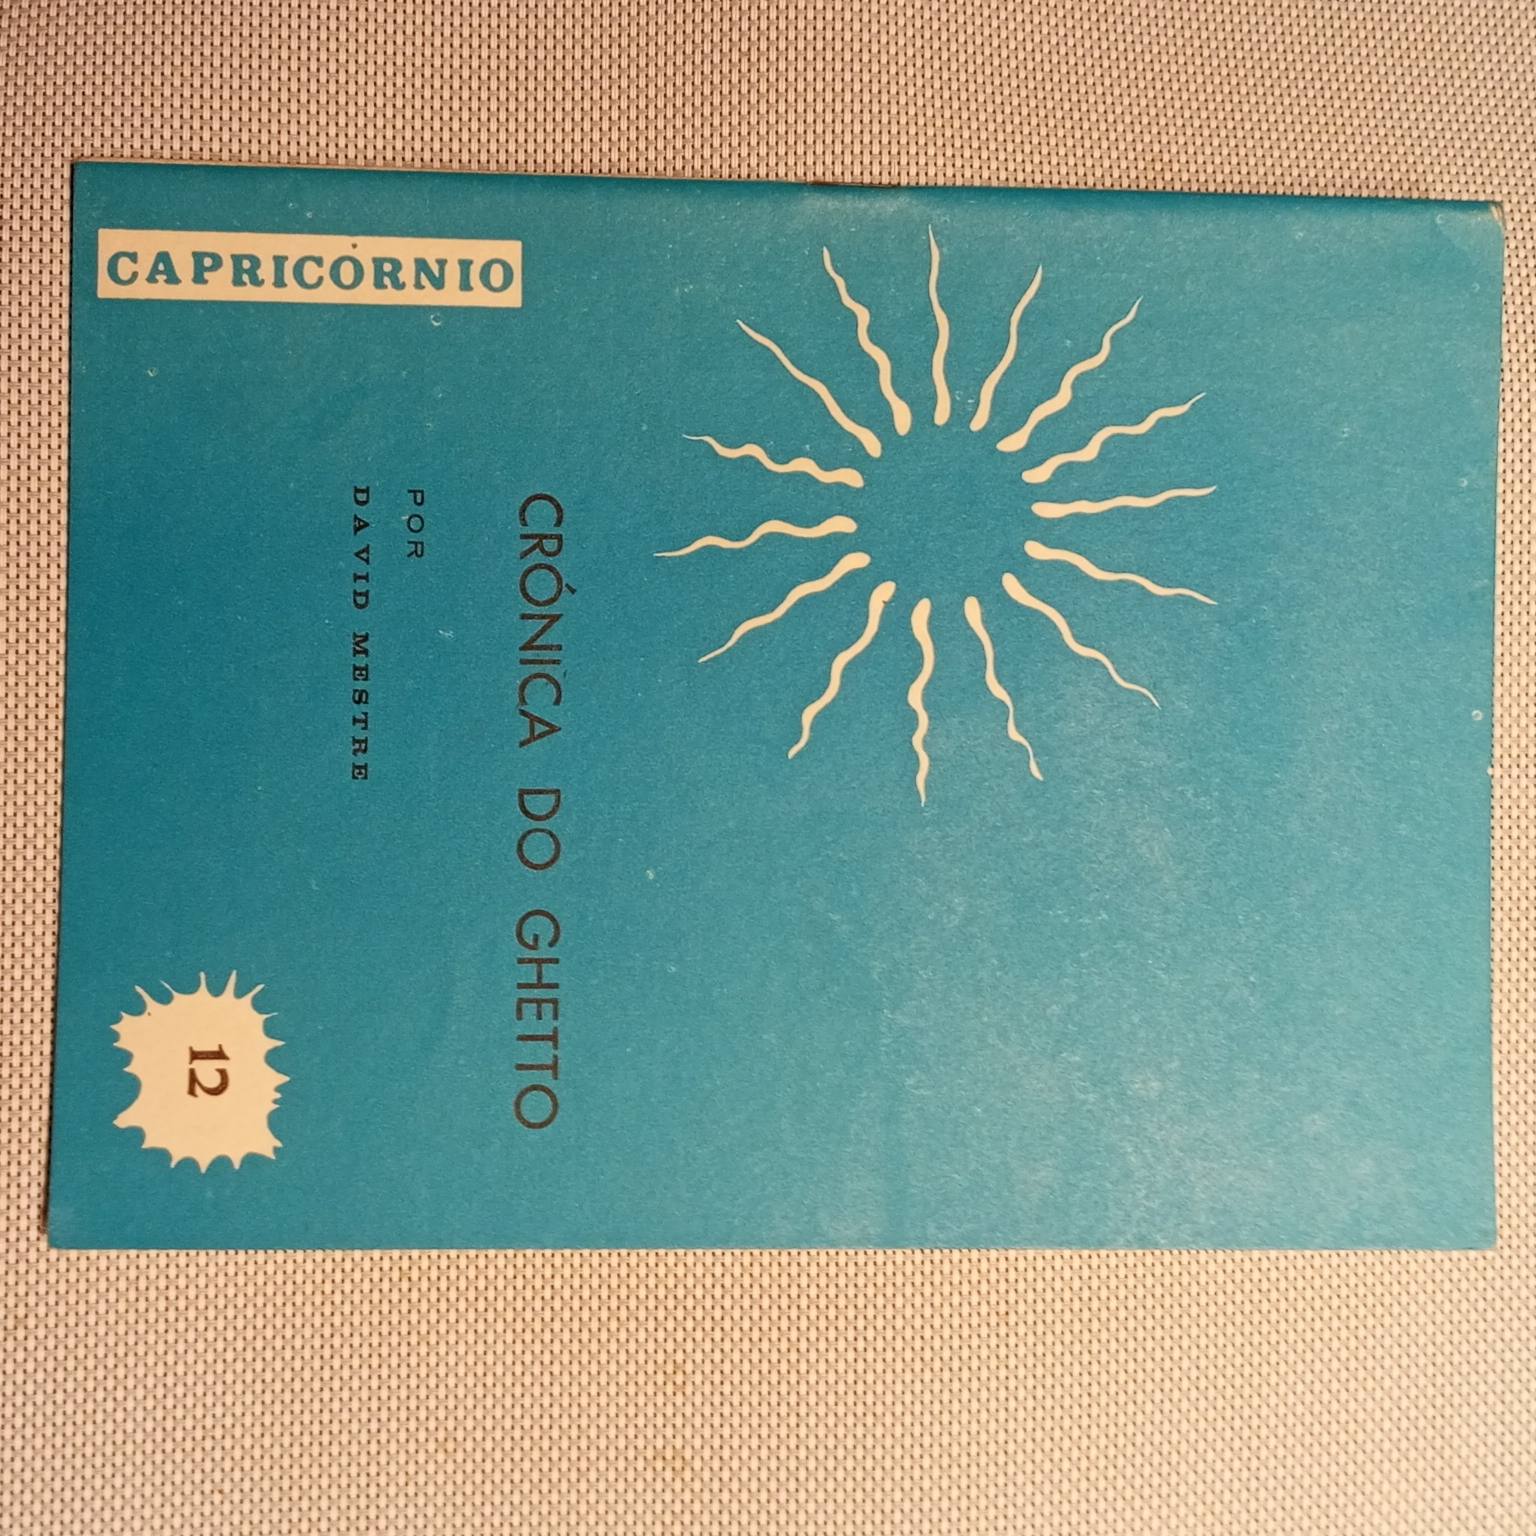 CRÓNICA DO GHETTO
POR
DAVID MESTRE
CAPRICÓRNIO
12